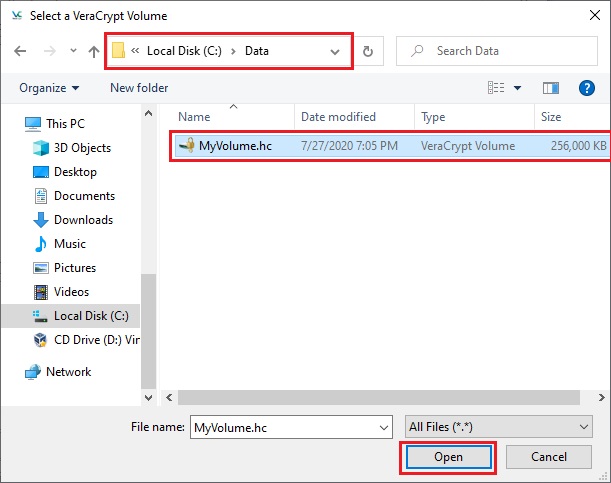 Select a VeraCrypt Volume
« Local Disk (C:) > Data
Search Data
Organize New folder
Name Date modified Type Size
MyVolume.hc 7/27/2020 7:05 PM VeraCrypt Volume 256,000 KB
This PC
3D Objects
Desktop
Documents
Downloads
Music
Pictures
Videos
Local Disk (C:)
CD Drive (D:) Vir
Network
File name: MyVolume.hc All Files (*.*)
Open Cancel